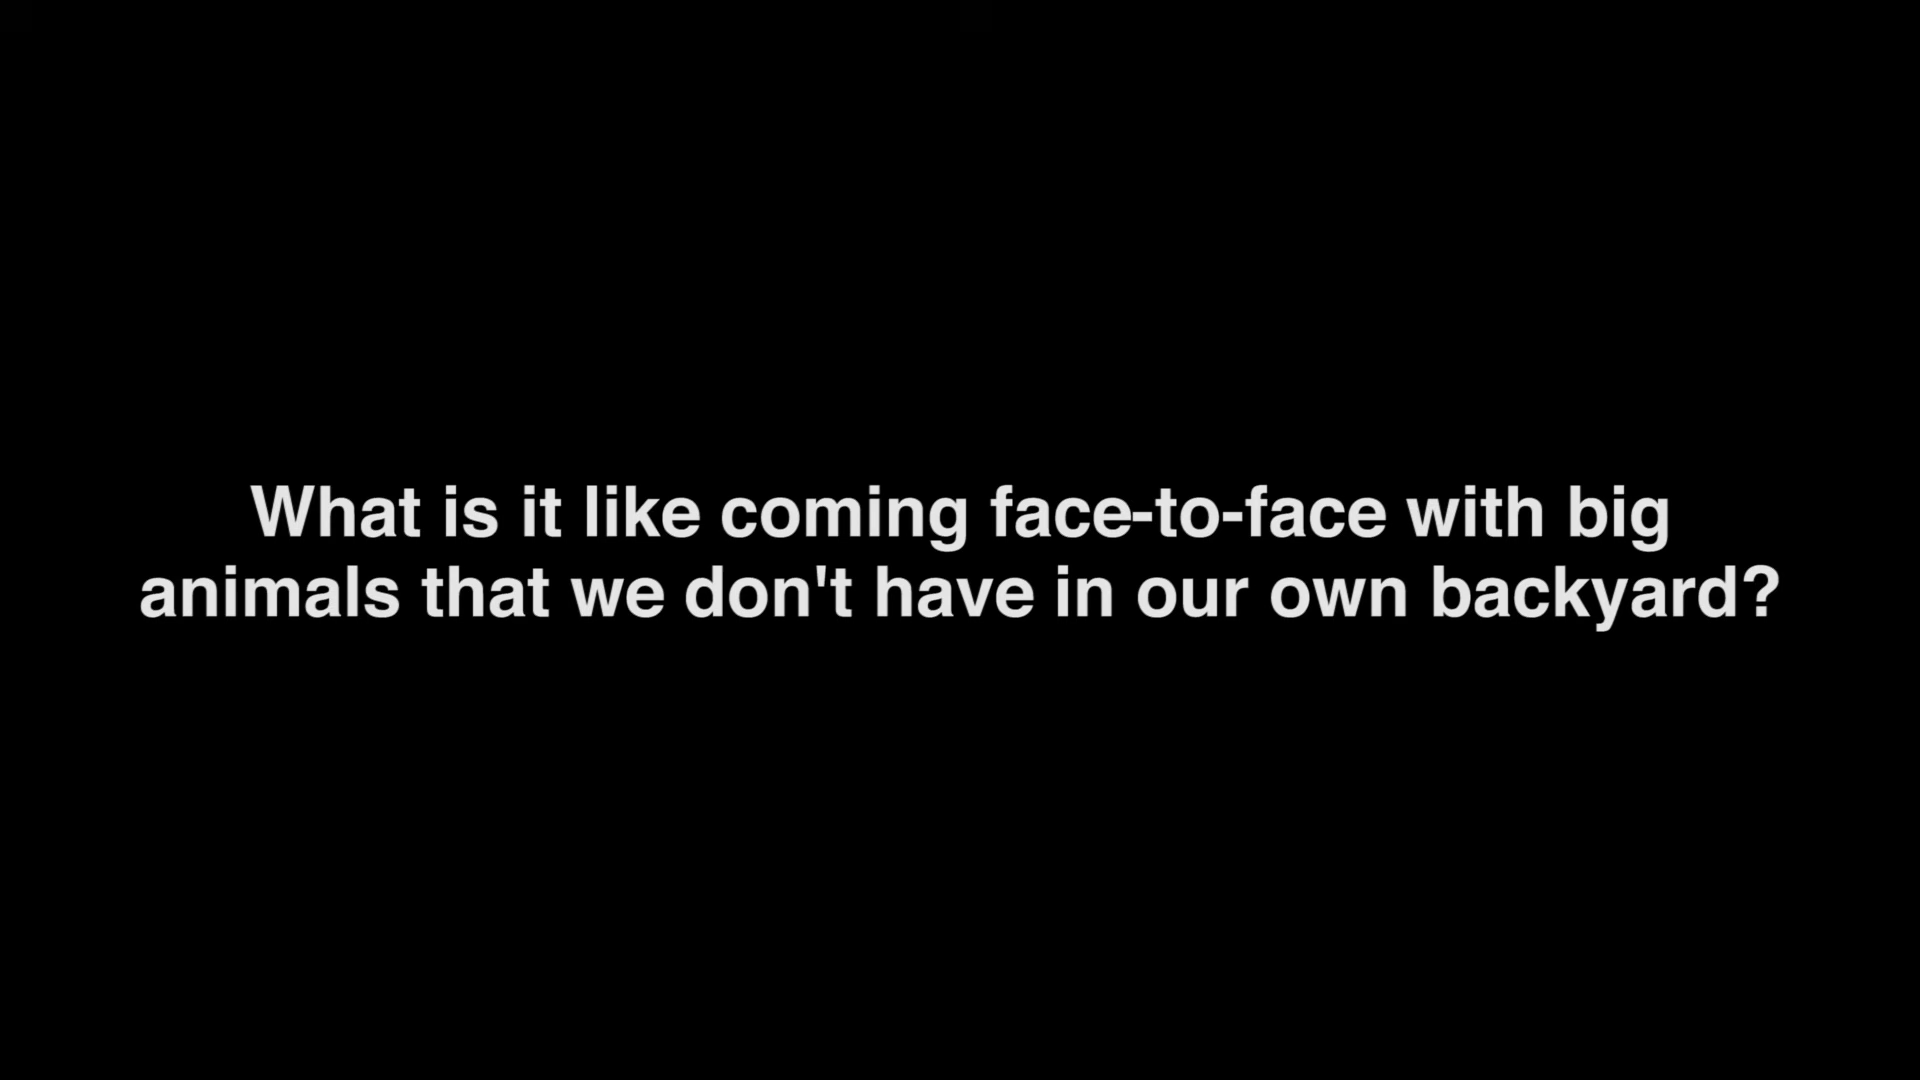 What is it like coming face-to-face with big
animals that we don't have in our own backyard?